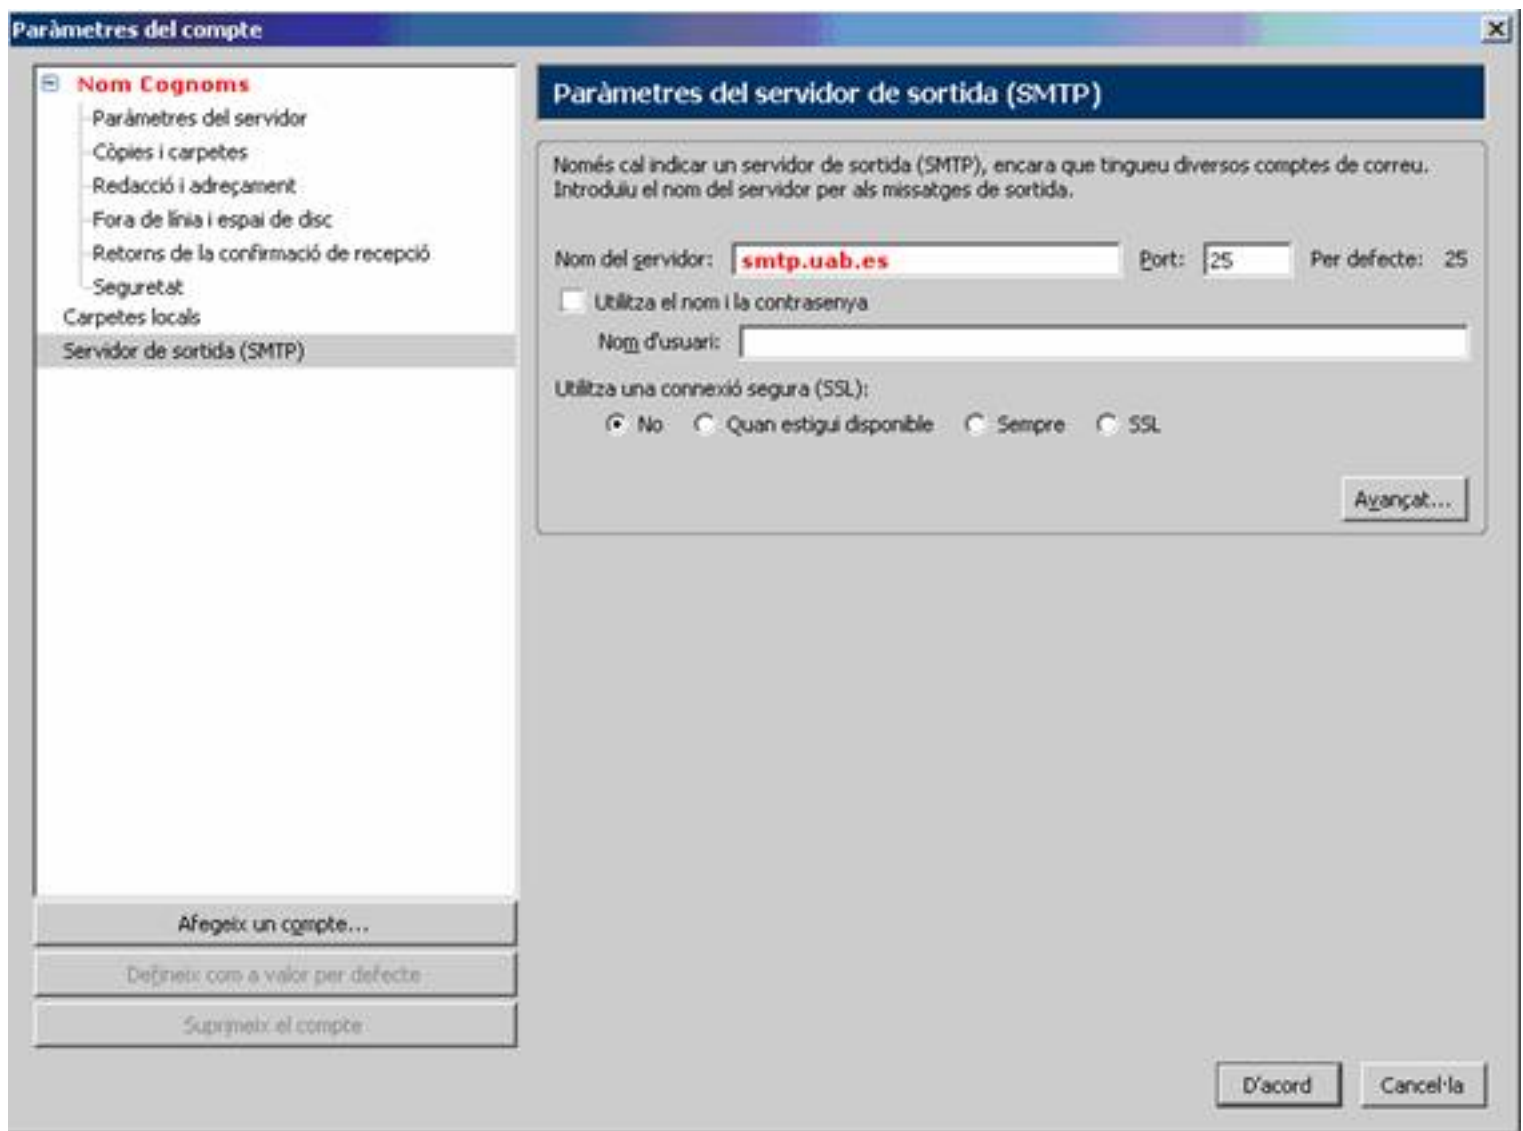 Paràmetres del compte
Nom Cognoms
Paràmetres del servidor
Còpies i carpetes
Redacció i adreçament
Fora de línia i espai de disc
Retorns de la confirmació de recepció
Seguretat
Carpetes locals
Servidor de sortida (SMTP)
Afegeix un compte...
Defineix com a valor per defecte
Suprimeix el compte
Paràmetres del servidor de sortida (SMTP)
Només cal indicar un servidor de sortida (SMTP), encara que tingueu diversos comptes de correu.
Introduïu el nom del servidor per als missatges de sortida.
Nom del servidor: smtp.uab.es Port: 25 Per defecte: 25
Utilitza el nom i la contrasenya
Nom d'usuari:
Utilitza una connexió segura (SSL):
No Quan estigui disponible Sempre SSL
Avançat...
D'acord Cancel·la